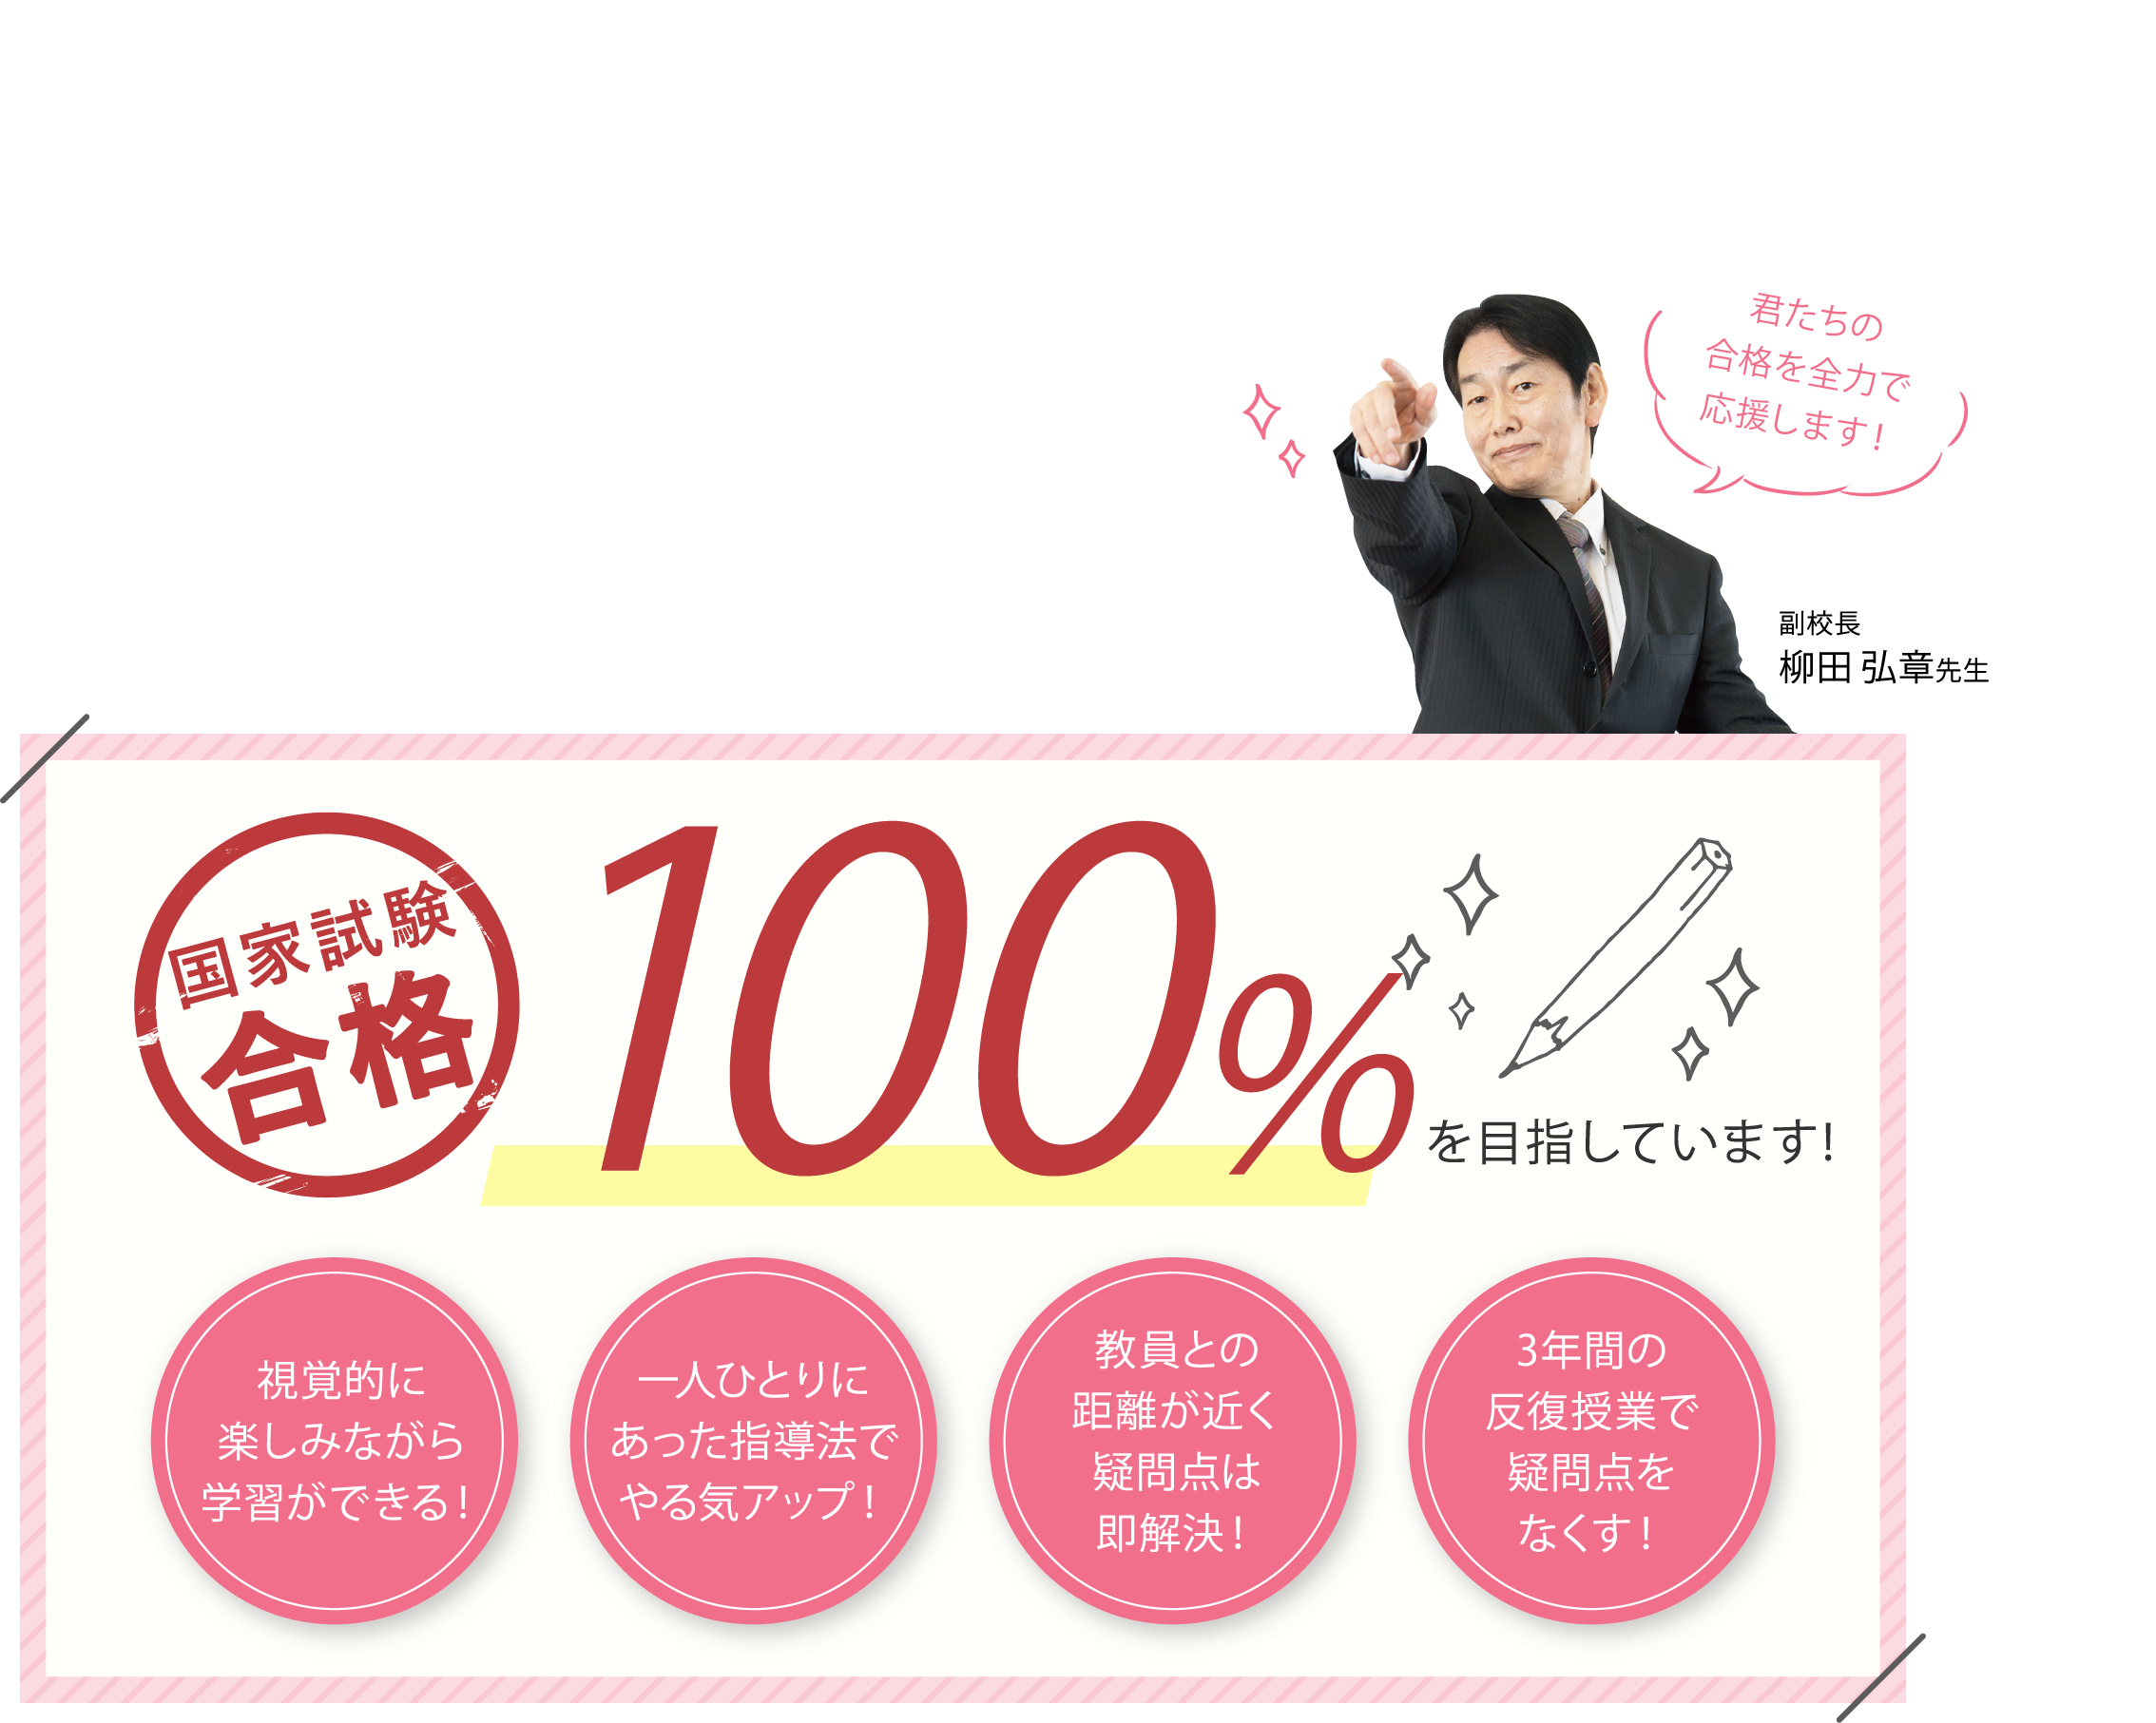 君たちの
合格を全力で
応援します!
副校長
柳田 弘章先生
国家試験
合格
100%
を目指しています!
視覚的に
楽しみながら
学習ができる!
一人ひとりに
あった指導法で
やる気アップ!
教員との
距離が近く
疑問点は
即解決!
3年間の
反復授業で
疑問点を
なくす!